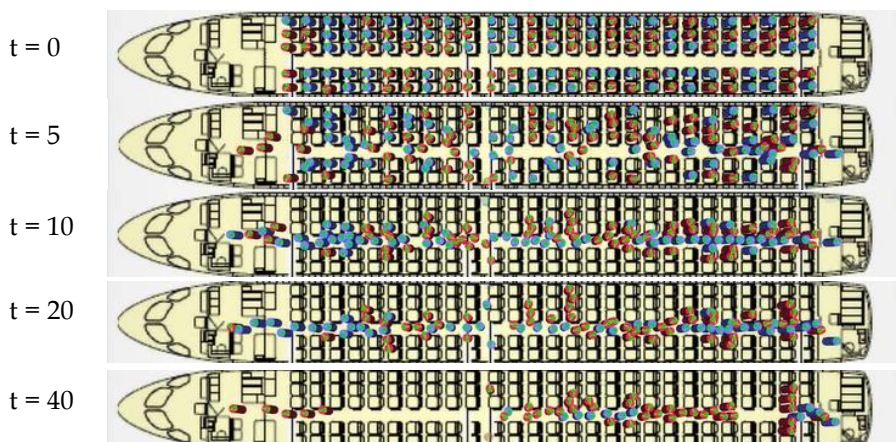 t = 0
t = 5
t = 10
t = 20
t = 40